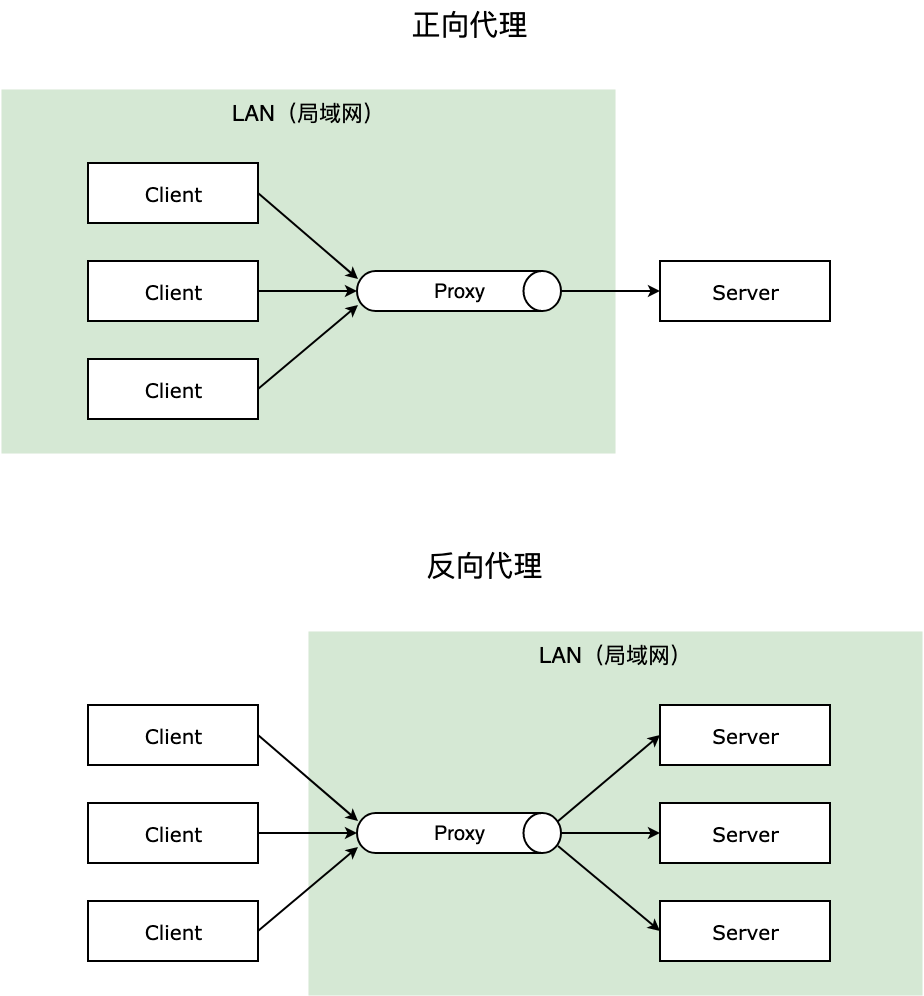 正向代理
LAN（局域网）
Client
Client
Proxy
Server
Client
反向代理
LAN（局域网）
Client
Server
Client
Proxy
Server
Client
Server